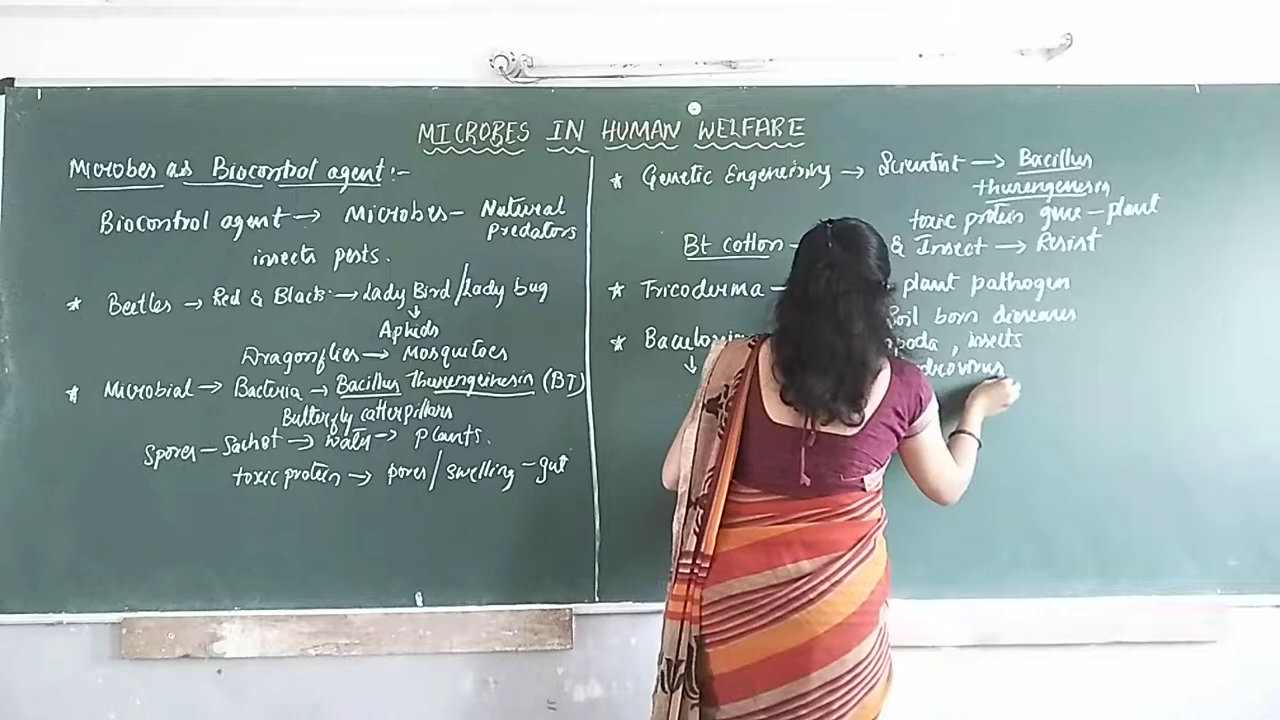 MICROBES IN HUMAN WELFARE
Microbes as Biocontrol agent :-
Biocontrol agent → Microbes - Natural
predators
insects pests.
* Beetles → Red & Black → Lady Bird / Lady bug
↓
Aphids
Dragonflies → Mosquitoes
* Microbial → Bacteria → Bacillus Thurengeinesin (BT)
Butterfly catterpillars
Spores - Sachet → water → plants.
toxic protein → pores / swelling - gut
* Genetic Engeneising → Scientist → Bacillus
thurengenesin
toxic protein gene - plant
Bt cotton - & Insect → Resist
* Tricoderma - plant pathogen
Soil born diseases
* insects
↓